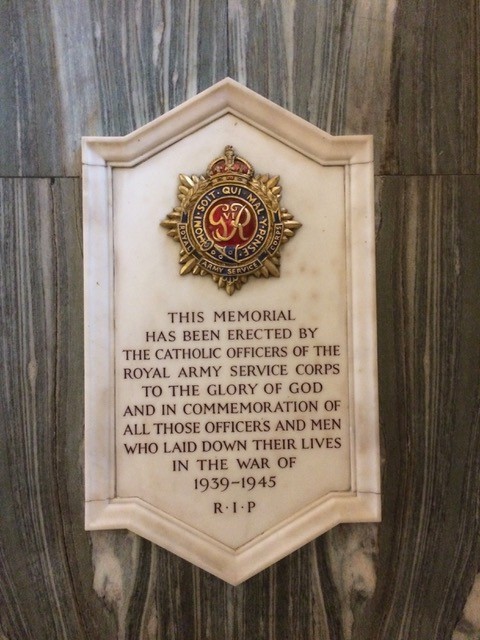 HONI · SOIT · QUI · MAL · Y · PENSE
G VI R
ROYAL ARMY SERVICE CORPS
THIS MEMORIAL
HAS BEEN ERECTED BY
THE CATHOLIC OFFICERS OF THE
ROYAL ARMY SERVICE CORPS
TO THE GLORY OF GOD
AND IN COMMEMORATION OF
ALL THOSE OFFICERS AND MEN
WHO LAID DOWN THEIR LIVES
IN THE WAR OF
1939–1945
R·I·P